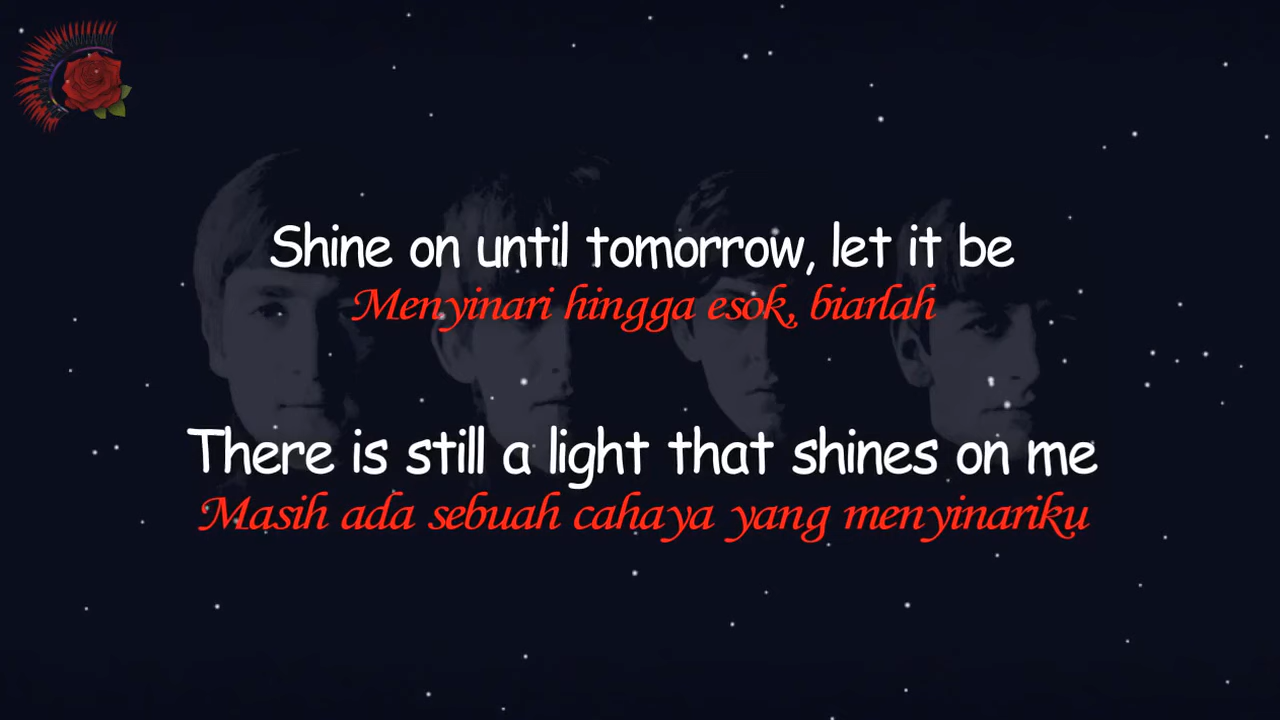 Shine on until tomorrow, let it be
Menyinari hingga esok, biarlah
There is still a light that shines on me
Masih ada sebuah cahaya yang menyinariku